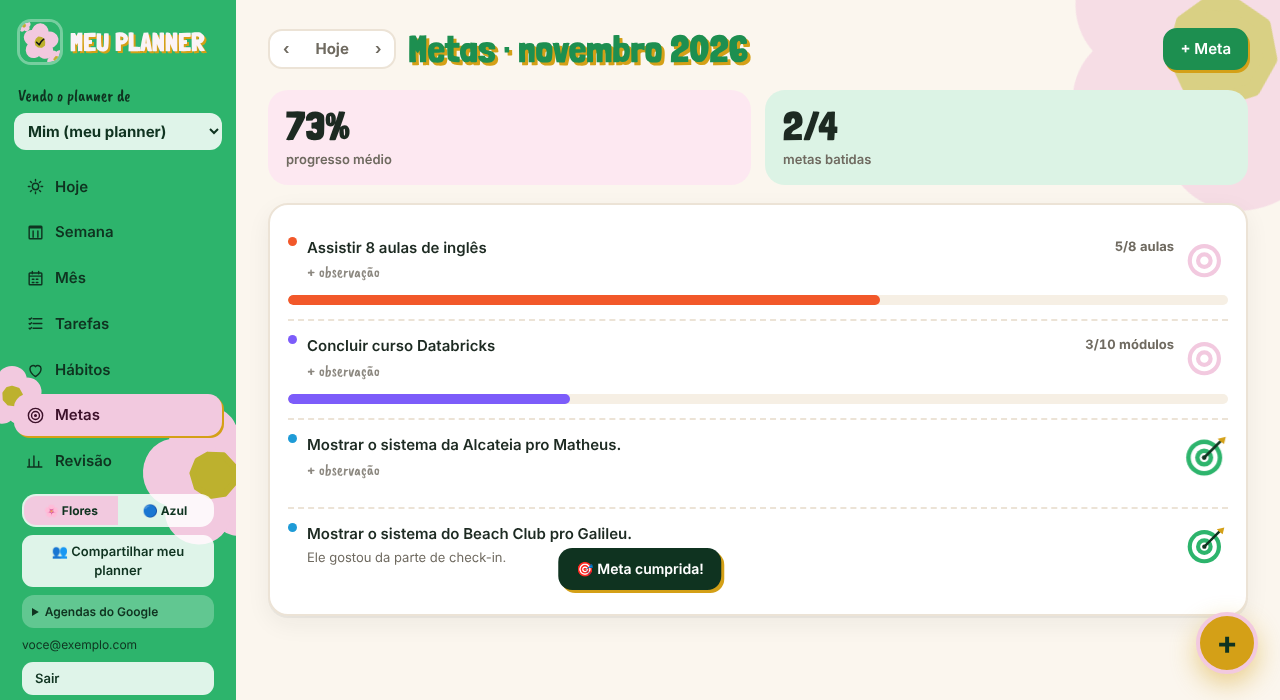 MEU PLANNER
Vendo o planner de
Mim (meu planner)
Hoje
Semana
Mês
Tarefas
Hábitos
Metas
Revisão
Flores
Azul
Compartilhar meu
planner
Agendas do Google
voce@exemplo.com
Sair
‹ Hoje ›
Metas · novembro 2026
+ Meta
73%
progresso médio
2/4
metas batidas
Assistir 8 aulas de inglês
5/8 aulas
+ observação
Concluir curso Databricks
3/10 módulos
+ observação
Mostrar o sistema da Alcateia pro Matheus.
+ observação
Mostrar o sistema do Beach Club pro Galileu.
Ele gostou da parte de check-in.
🎯 Meta cumprida!
+